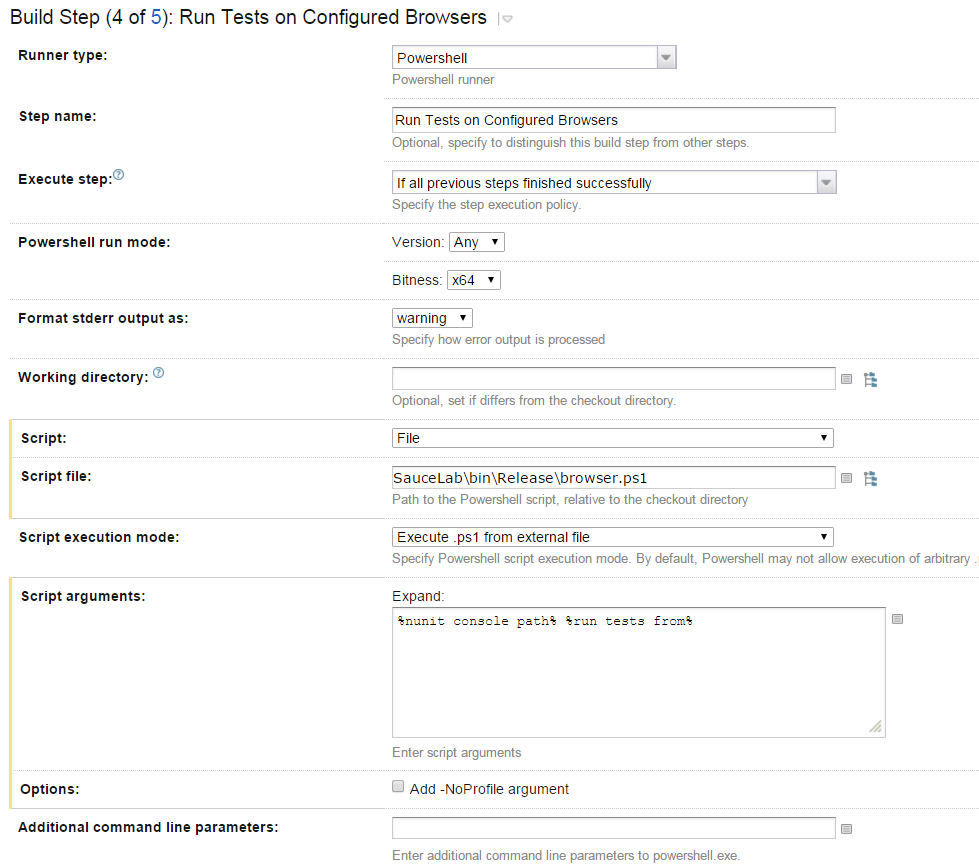 Build Step (4 of 5): Run Tests on Configured Browsers
Runner type:
Powershell
Powershell runner
Step name:
Run Tests on Configured Browsers
Optional, specify to distinguish this build step from other steps.
Execute step:
If all previous steps finished successfully
Specify the step execution policy.
Powershell run mode:
Version: Any
Bitness: x64
Format stderr output as:
warning
Specify how error output is processed
Working directory:
Optional, set if differs from the checkout directory.
Script:
File
Script file:
SauceLab\bin\Release\browser.ps1
Path to the Powershell script, relative to the checkout directory
Script execution mode:
Execute .ps1 from external file
Specify Powershell script execution mode. By default, Powershell may not allow execution of arbitrary .
Script arguments:
Expand:
%nunit console path% %run tests from%
Enter script arguments
Options:
Add -NoProfile argument
Additional command line parameters:
Enter additional command line parameters to powershell.exe.